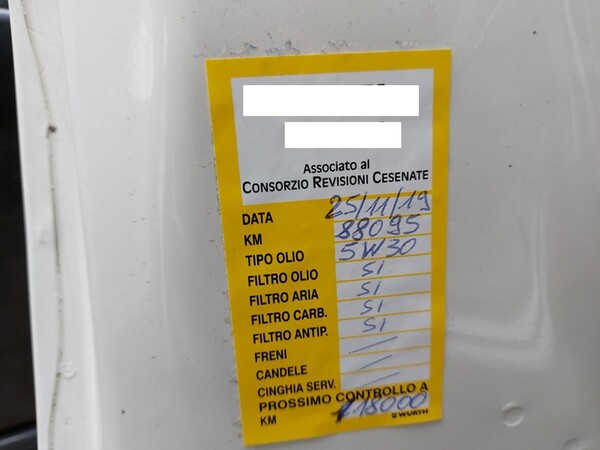 Associato al
CONSORZIO REVISIONI CESENATE
DATA 25/11/19
KM 88095
TIPO OLIO 5W30
FILTRO OLIO SI
FILTRO ARIA SI
FILTRO CARB. SI
FILTRO ANTIP. SI
FRENI /
CANDELE /
CINGHIA SERV. /
PROSSIMO CONTROLLO A
KM 118000
WÜRTH